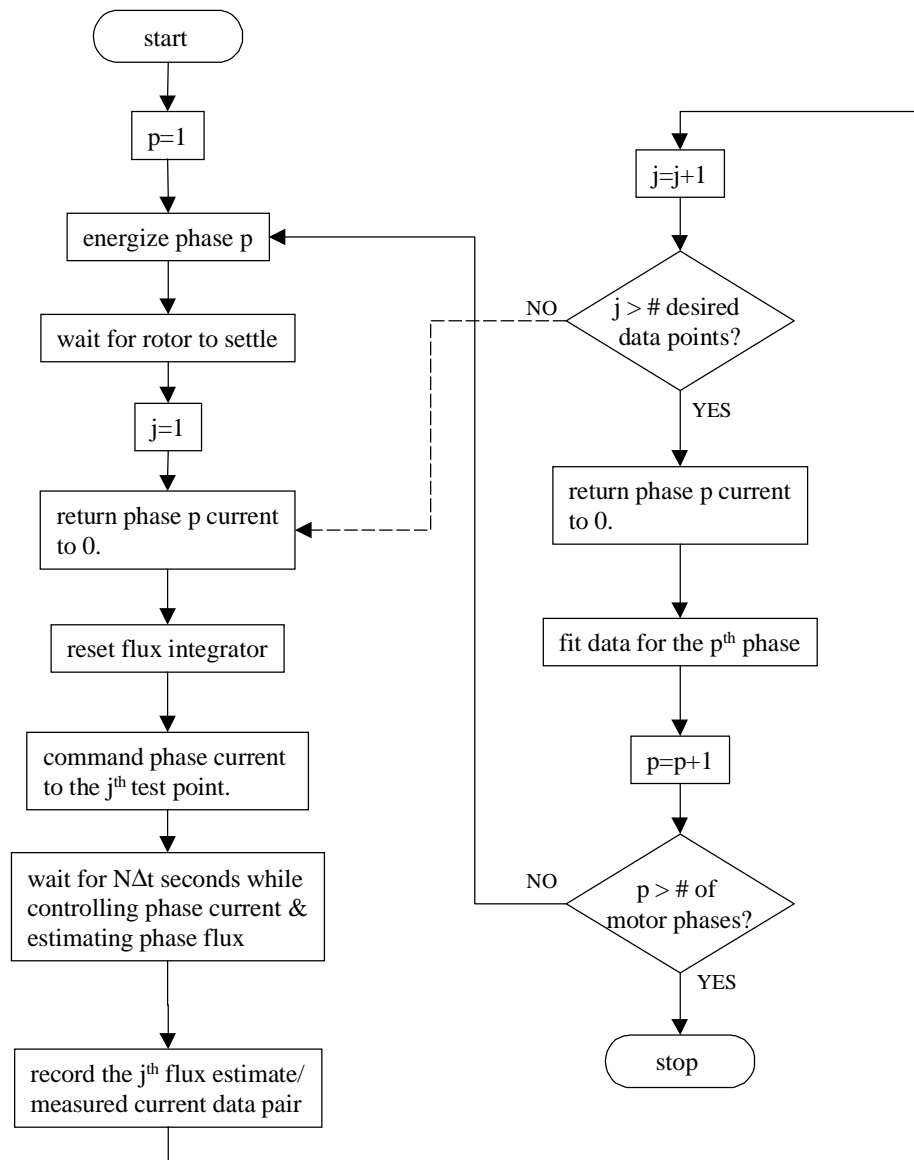 start
p=1
energize phase p
wait for rotor to settle
j=1
return phase p current
to 0.
reset flux integrator
command phase current
to the jth test point.
wait for NΔt seconds while
controlling phase current &
estimating phase flux
record the jth flux estimate/
measured current data pair
j=j+1
j > # desired
data points?
NO
YES
return phase p current
to 0.
fit data for the pth phase
p=p+1
p > # of
motor phases?
NO
YES
stop